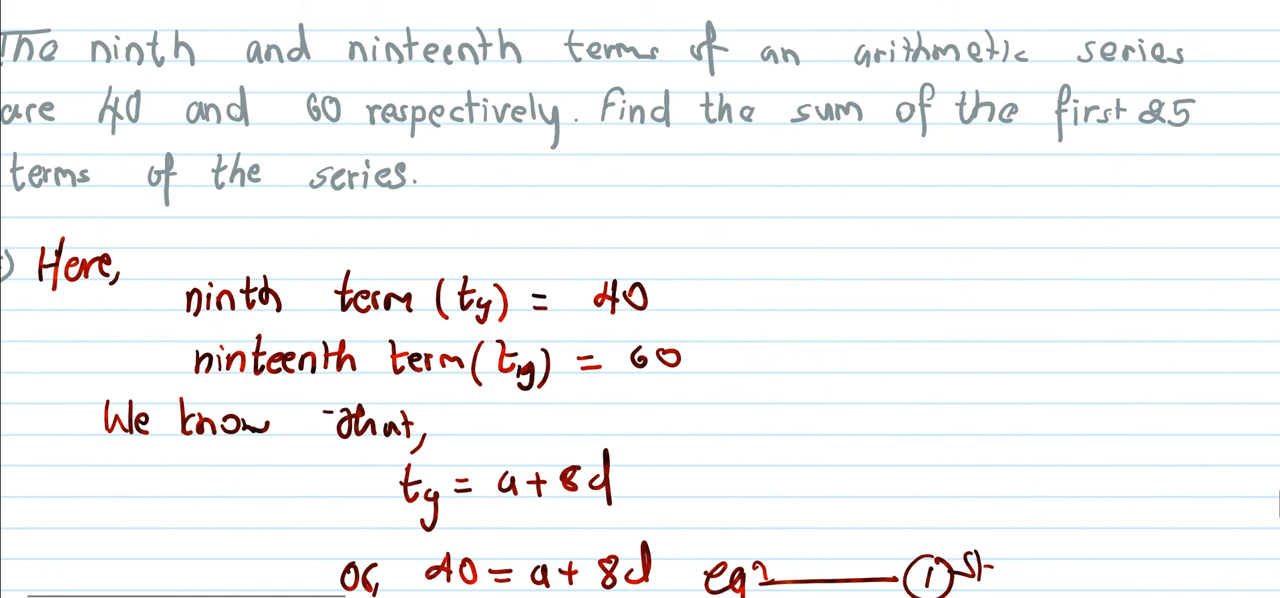 The ninth and ninteenth terms of an arithmetic series
are 40 and 60 respectively. Find the sum of the first 25
terms of the series.
) Here,
ninth term (t9) = 40
ninteenth term (t19) = 60
We know that,
t9 = a + 8d
or, 40 = a + 8d eqn (i)